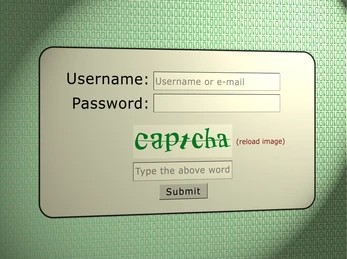 Username: Username or e-mail
Password:
captcha (reload image)
Type the above word
Submit